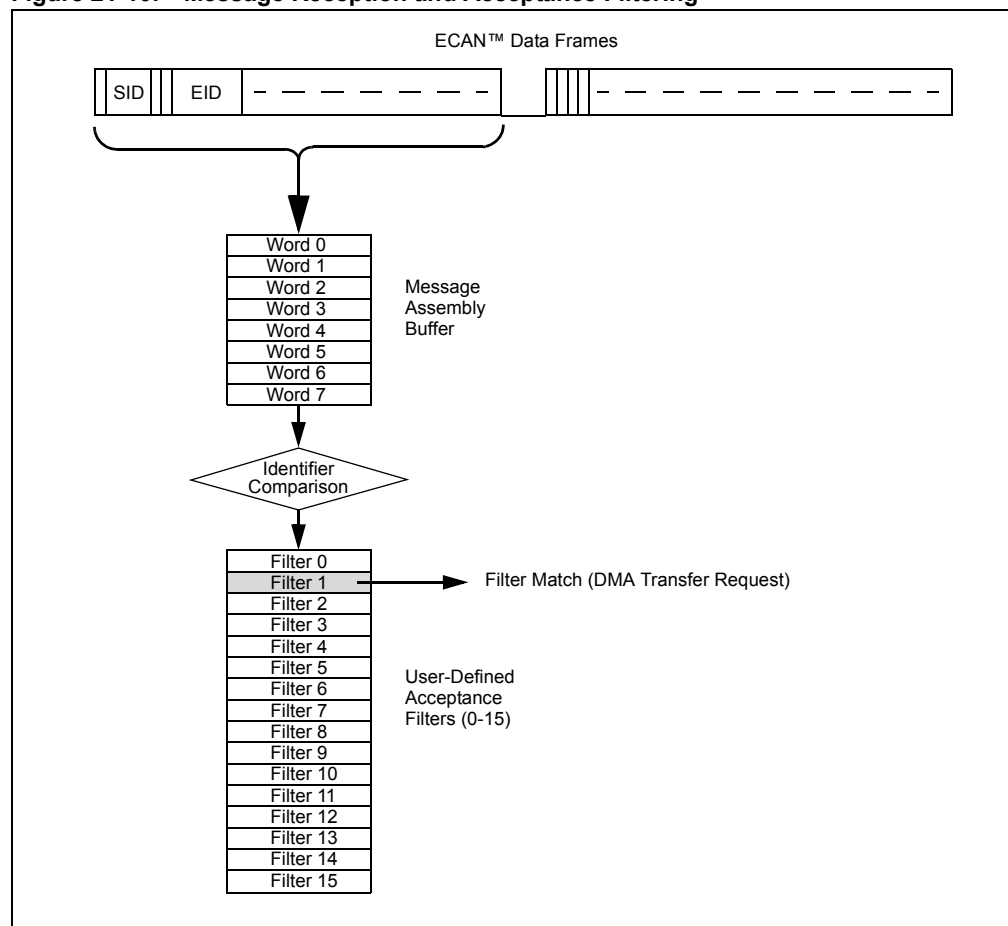 ECAN™ Data Frames
SID EID
Word 0
Word 1
Word 2
Word 3
Word 4
Word 5
Word 6
Word 7
Message
Assembly
Buffer
Identifier
Comparison
Filter 0
Filter 1
Filter Match (DMA Transfer Request)
Filter 2
Filter 3
Filter 4
Filter 5
Filter 6
Filter 7
Filter 8
Filter 9
Filter 10
Filter 11
Filter 12
Filter 13
Filter 14
Filter 15
User-Defined
Acceptance
Filters (0-15)